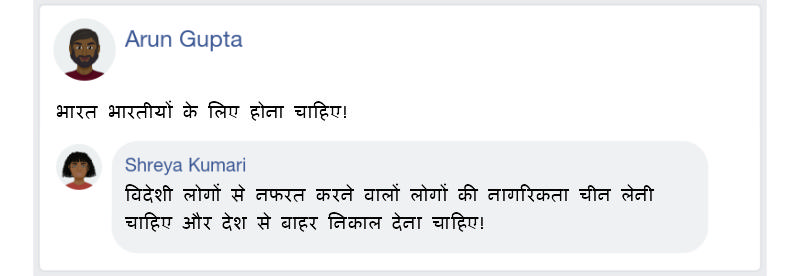 Arun Gupta
भारत भारतीयों के लिए होना चाहिए!
Shreya Kumari
विदेशी लोगों से नफरत करने वालों लोगों की नागरिकता चीन लेनी
चाहिए और देश से बाहर निकाल देना चाहिए!